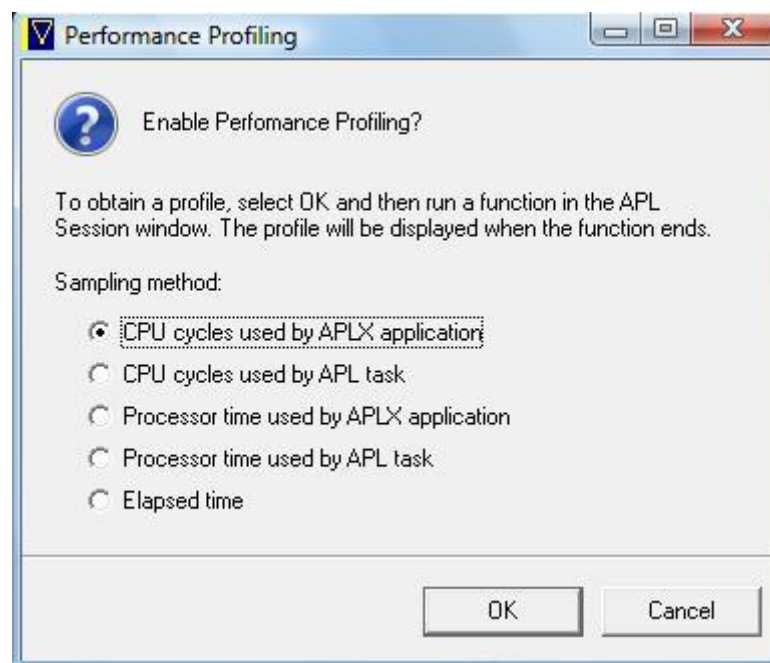 Performance Profiling
Enable Perfomance Profiling?
To obtain a profile, select OK and then run a function in the APL
Session window. The profile will be displayed when the function ends.
Sampling method:
CPU cycles used by APLX application
CPU cycles used by APL task
Processor time used by APLX application
Processor time used by APL task
Elapsed time
OK Cancel